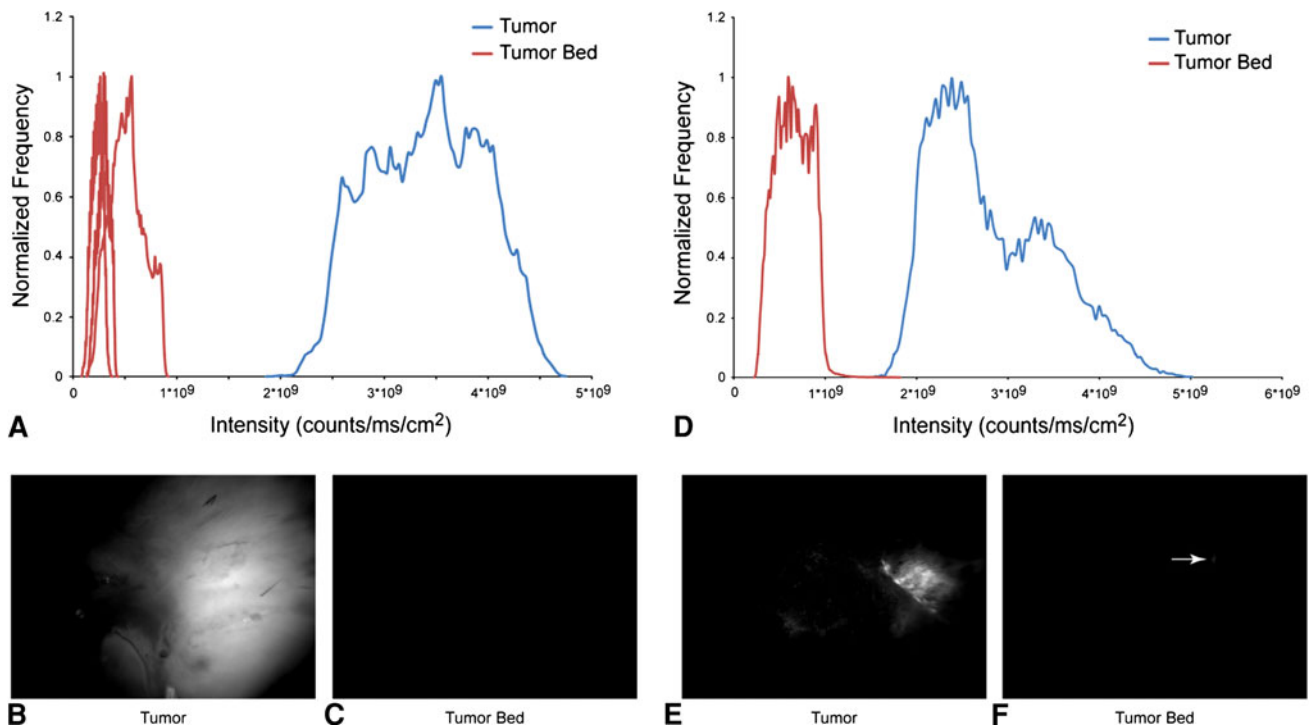 1.2
1
0.8
0.6
0.4
0.2
0
Normalized Frequency
Tumor
Tumor Bed
0 1*10⁹ 2*10⁹ 3*10⁹ 4*10⁹ 5*10⁹
Intensity (counts/ms/cm²)
A
1.2
1
0.8
0.6
0.4
0.2
0
Normalized Frequency
Tumor
Tumor Bed
0 1*10⁹ 2*10⁹ 3*10⁹ 4*10⁹ 5*10⁹ 6*10⁹
Intensity (counts/ms/cm²)
D
B Tumor
C Tumor Bed
E Tumor
F Tumor Bed